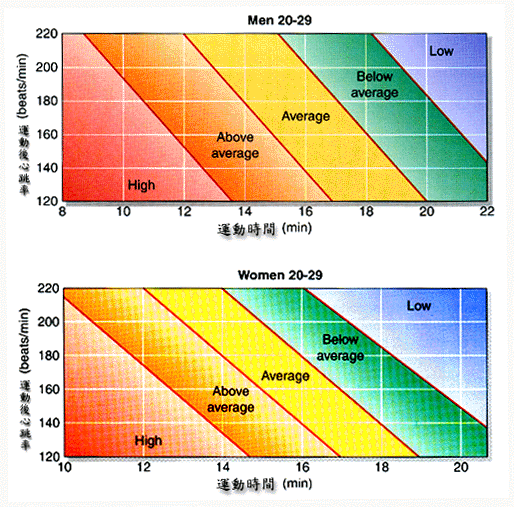 Men 20-29
220
200
180
160
140
120
運動後心跳率 (beats/min)
Low
Below
average
Average
Above
average
High
8
10
12
14
16
18
20
22
運動時間 (min)
Women 20-29
220
200
180
160
140
120
運動後心跳率 (beats/min)
Low
Below
average
Average
Above
average
High
10
12
14
16
18
20
運動時間 (min)